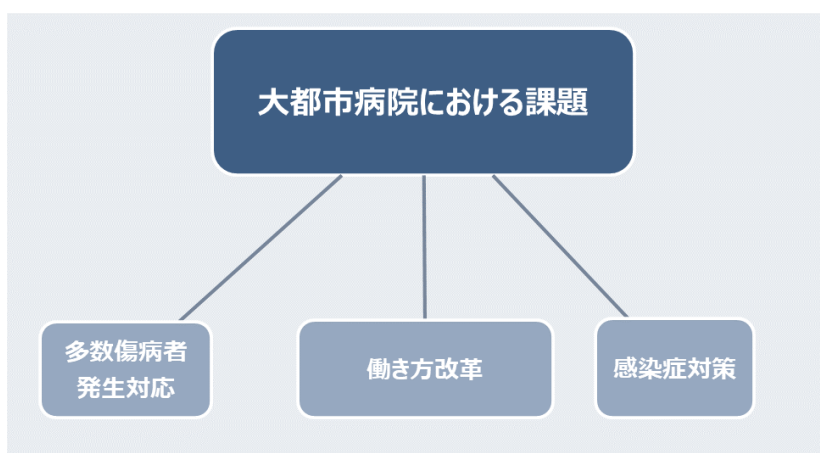 大都市病院における課題
多数傷病者
発生対応
働き方改革
感染症対策